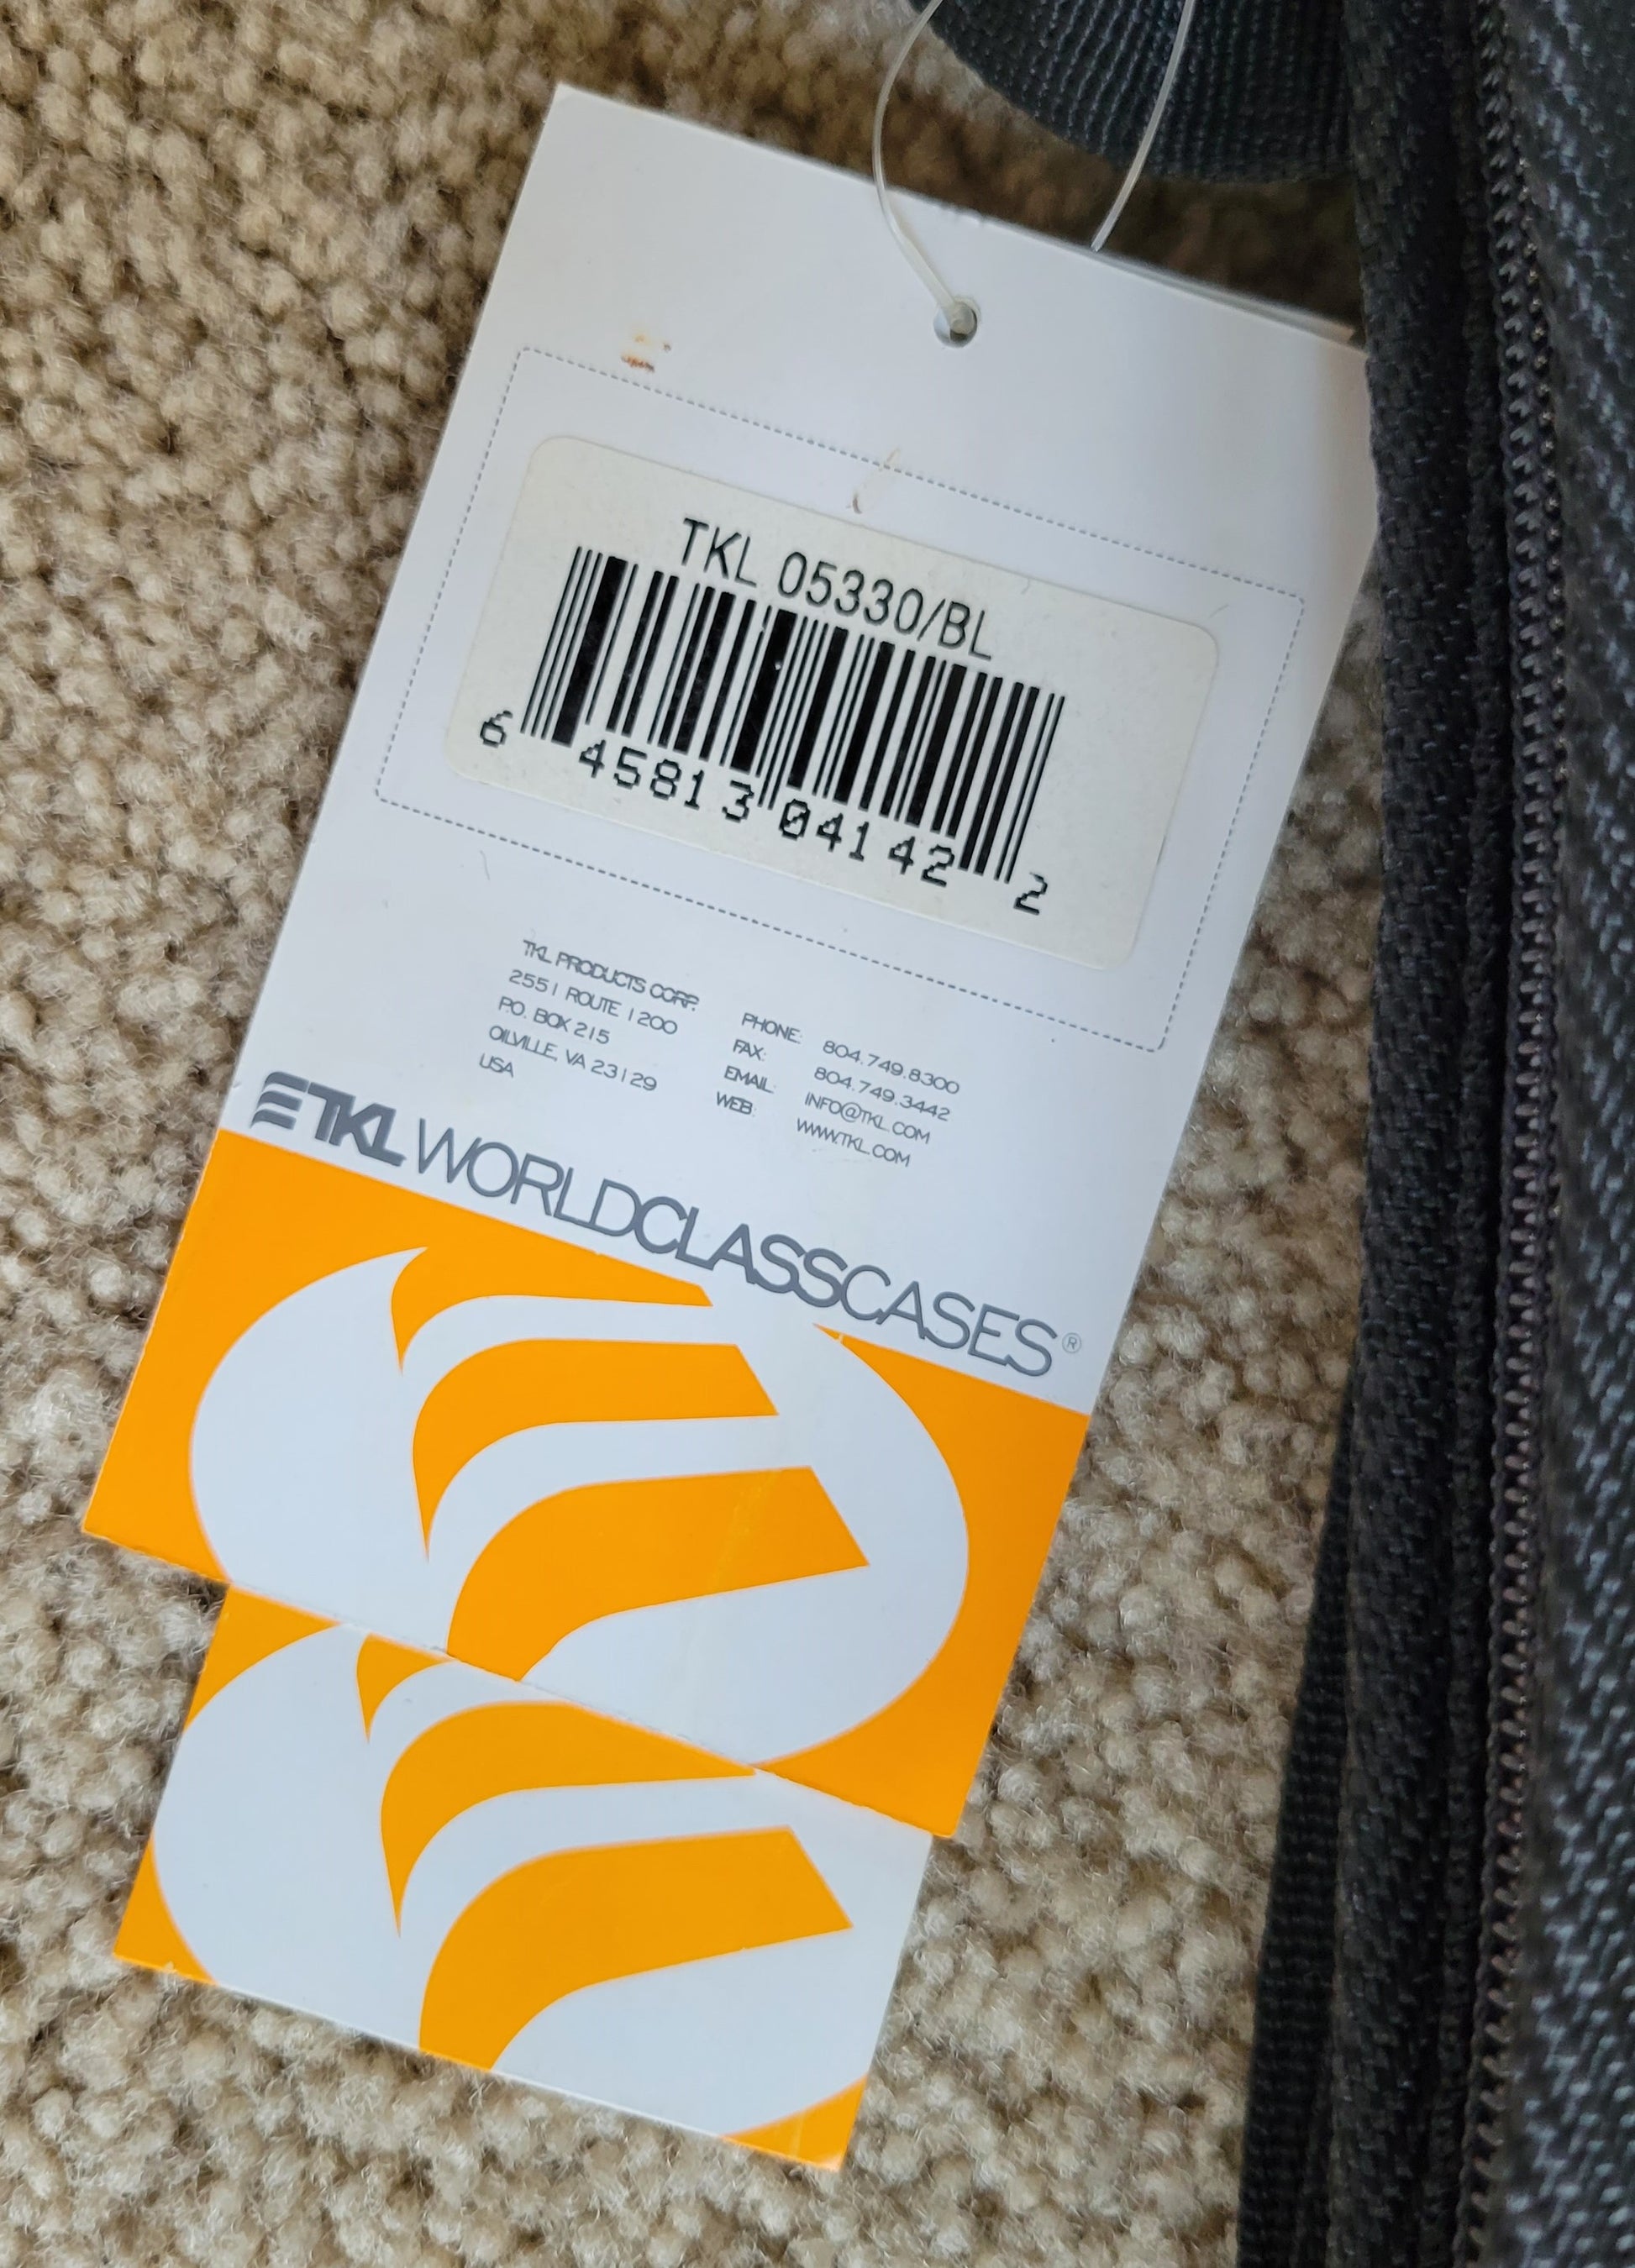 TKL 05330/BL
6 45813 04142 2
TKL PRODUCTS CORP.
2551 ROUTE 1200
P.O. BOX 215
OILVILLE, VA 23129
USA
PHONE: 804.749.8300
FAX: 804.749.3442
EMAIL: INFO@TKL.COM
WEB: WWW.TKL.COM
TKL WORLDCLASSCASES®